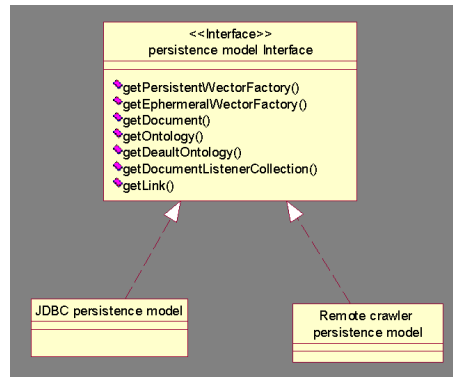 <<Interface>>
persistence model Interface
getPersistentWectorFactory()
getEphermeralWectorFactory()
getDocument()
getOntology()
getDeaultOntology()
getDocumentListenerCollection()
getLink()
JDBC persistence model
Remote crawler
persistence model